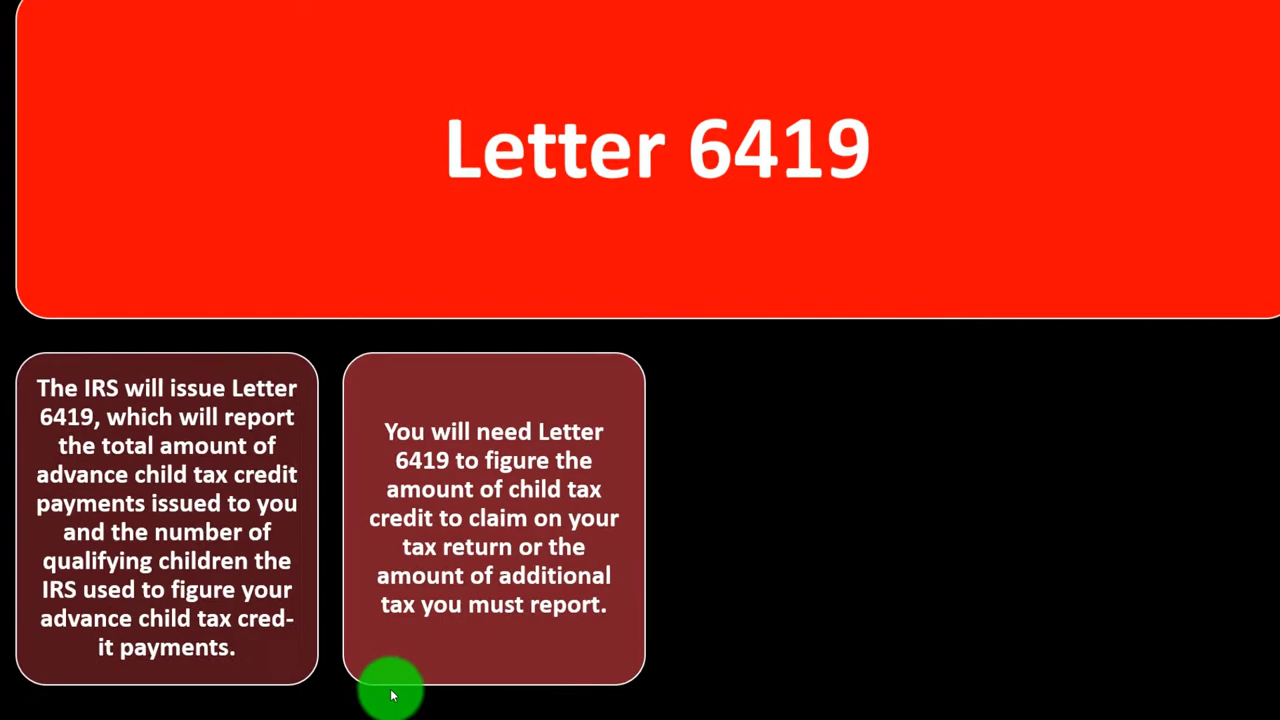 Letter 6419
The IRS will issue Letter
6419, which will report
the total amount of
advance child tax credit
payments issued to you
and the number of
qualifying children the
IRS used to figure your
advance child tax cred-
it payments.
You will need Letter
6419 to figure the
amount of child tax
credit to claim on your
tax return or the
amount of additional
tax you must report.